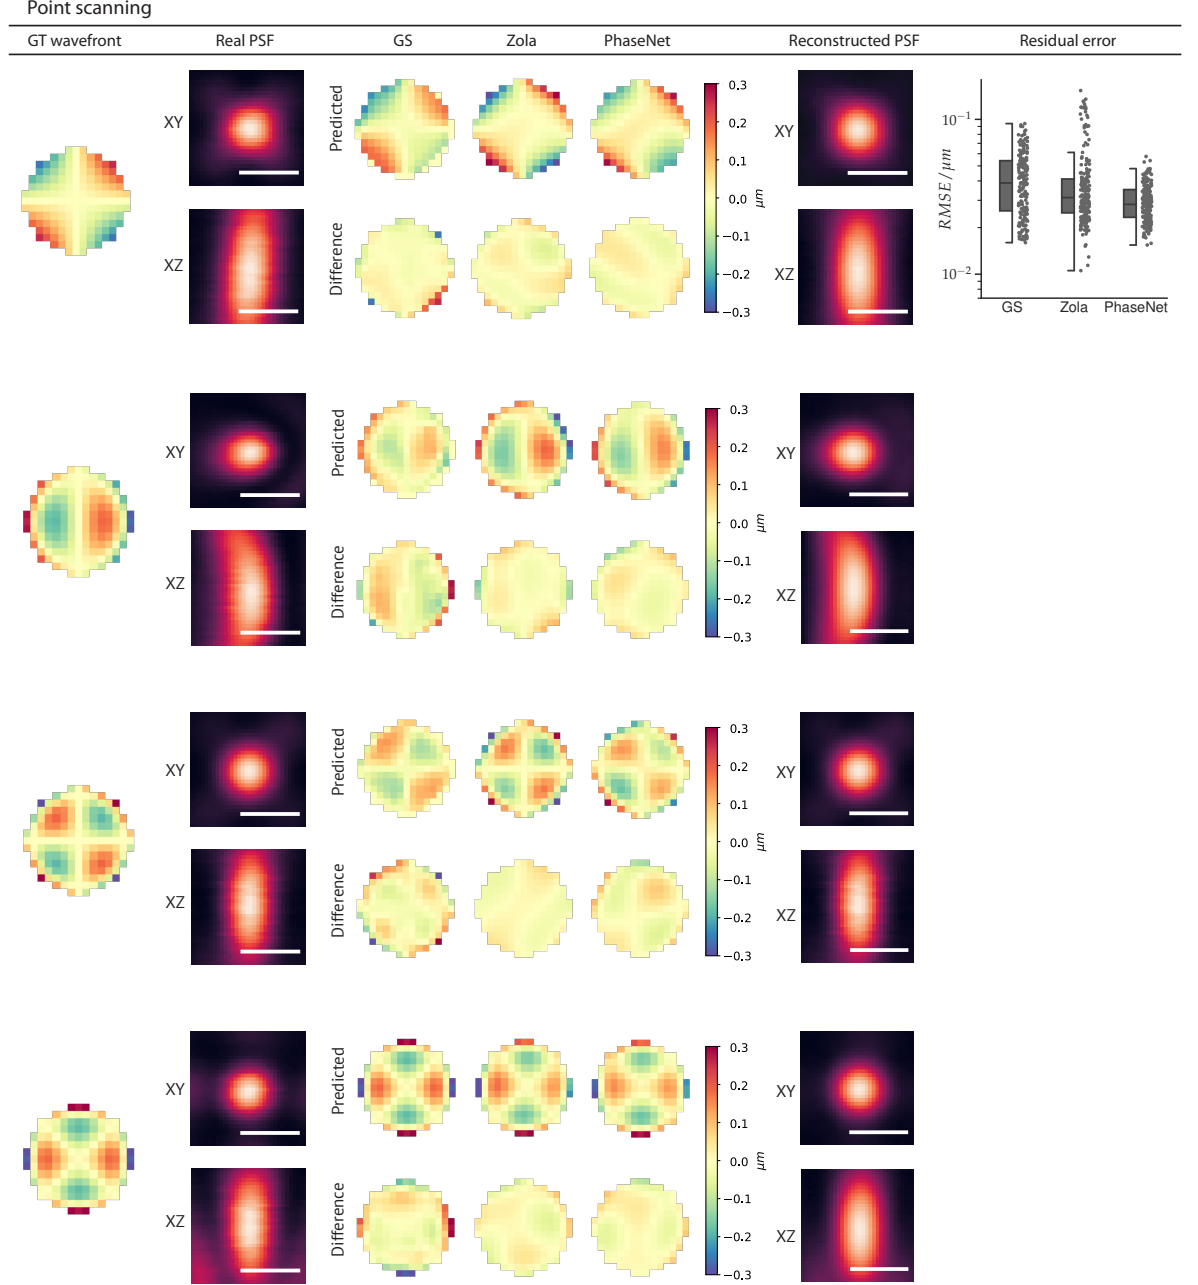 Point scanning
GT wavefront Real PSF GS Zola PhaseNet Reconstructed PSF Residual error
XY Predicted 0.3 0.2 0.1 0.0 −0.1 −0.2 −0.3 μm XY
XZ Difference XZ
RMSE / μm 10⁻¹ 10⁻²
GS Zola PhaseNet
XY Predicted 0.3 0.2 0.1 0.0 −0.1 −0.2 −0.3 μm XY
XZ Difference XZ
XY Predicted 0.3 0.2 0.1 0.0 −0.1 −0.2 −0.3 μm XY
XZ Difference XZ
XY Predicted 0.3 0.2 0.1 0.0 −0.1 −0.2 −0.3 μm XY
XZ Difference XZ